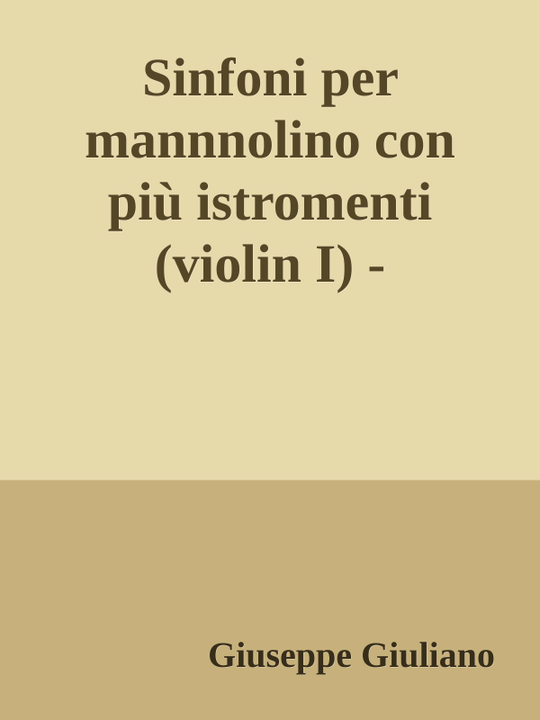 Sinfoni per
mannnolino con
più istromenti
(violin I) -
Giuseppe Giuliano